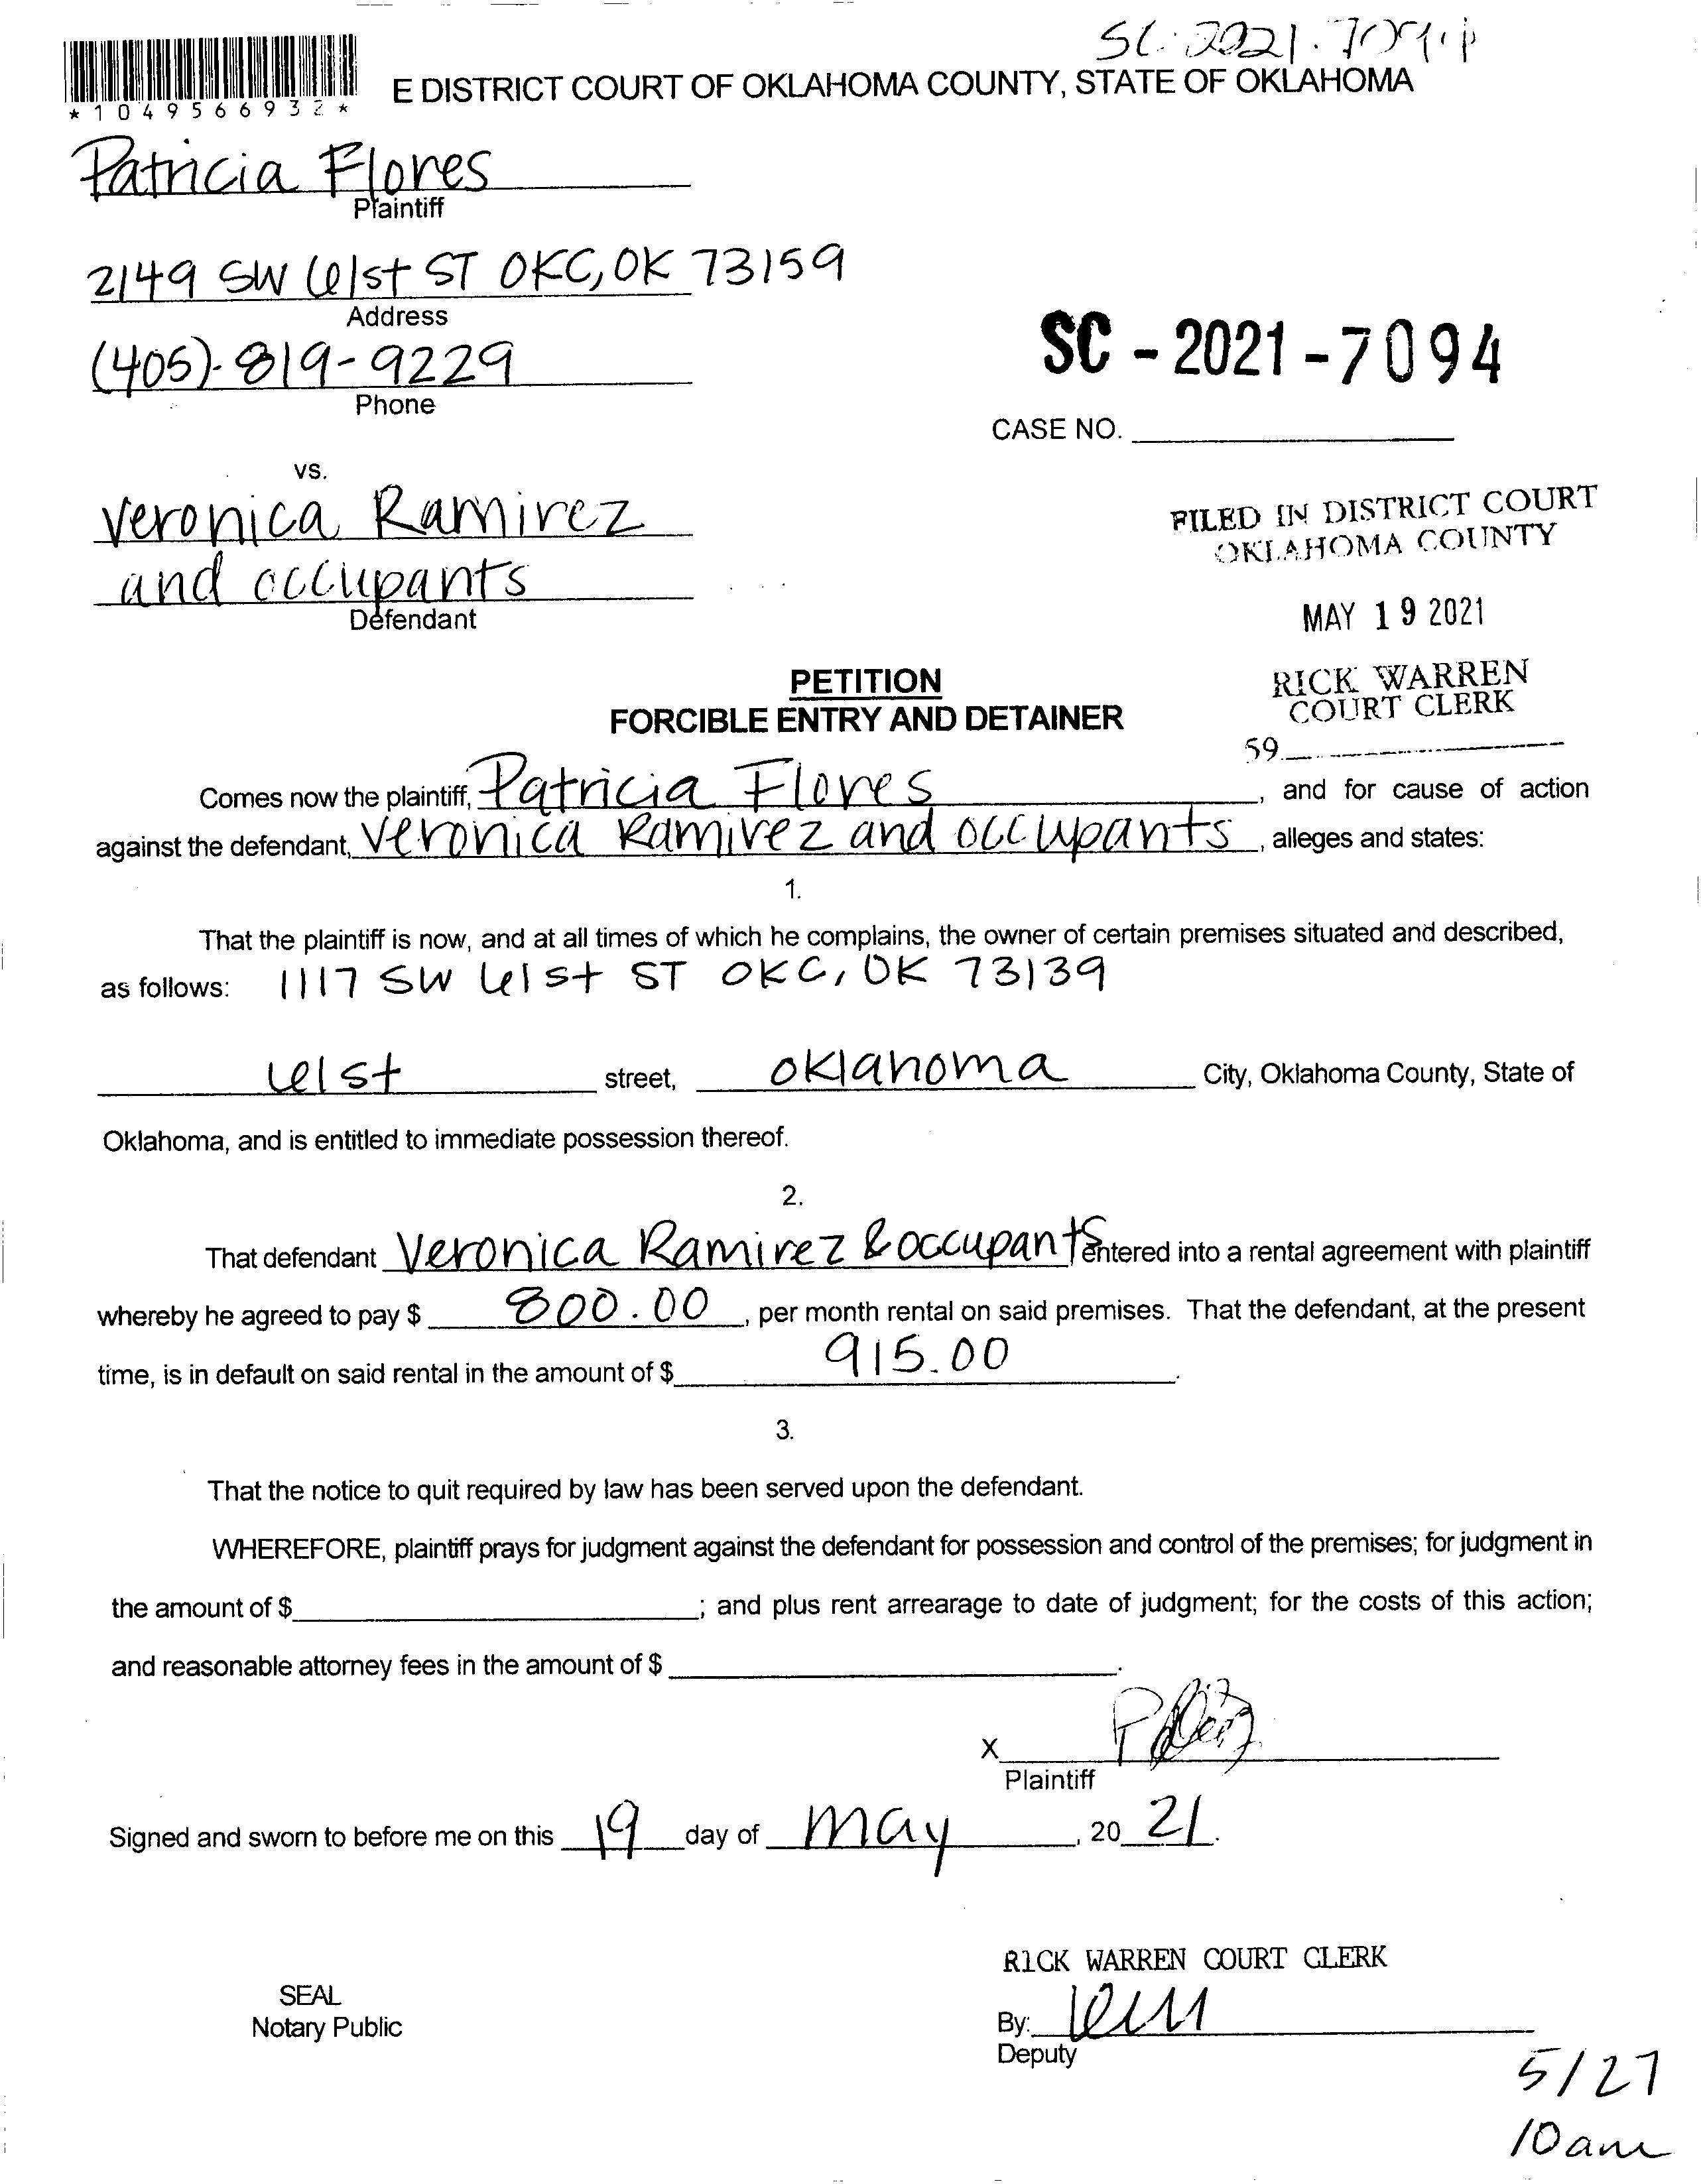 SC-2021-7094
*1049566932*
E DISTRICT COURT OF OKLAHOMA COUNTY, STATE OF OKLAHOMA
Patricia Flores
Plaintiff
2149 SW 61st ST OKC, OK 73159
Address
(405)-819-9229
Phone
SC - 2021 - 7094
CASE NO.
vs.
Veronica Ramirez
and occupants
Defendant
FILED IN DISTRICT COURT
OKLAHOMA COUNTY
MAY 19 2021
RICK WARREN
COURT CLERK
59
PETITION
FORCIBLE ENTRY AND DETAINER
Comes now the plaintiff, Patricia Flores, and for cause of action
against the defendant, Veronica Ramirez and occupants, alleges and states:
1.
That the plaintiff is now, and at all times of which he complains, the owner of certain premises situated and described,
as follows: 1117 SW 61st ST OKC, OK 73139
61st street, oklahoma City, Oklahoma County, State of
Oklahoma, and is entitled to immediate possession thereof.
2.
That defendant Veronica Ramirez & occupants entered into a rental agreement with plaintiff
whereby he agreed to pay $ 800.00, per month rental on said premises. That the defendant, at the present
time, is in default on said rental in the amount of $ 915.00.
3.
That the notice to quit required by law has been served upon the defendant.
WHEREFORE, plaintiff prays for judgment against the defendant for possession and control of the premises; for judgment in
the amount of $; and plus rent arrearage to date of judgment; for the costs of this action;
and reasonable attorney fees in the amount of $.
X
Plaintiff
Signed and sworn to before me on this 19 day of May, 20 21.
RICK WARREN COURT CLERK
SEAL
Notary Public
By:
Deputy
5/27
10am